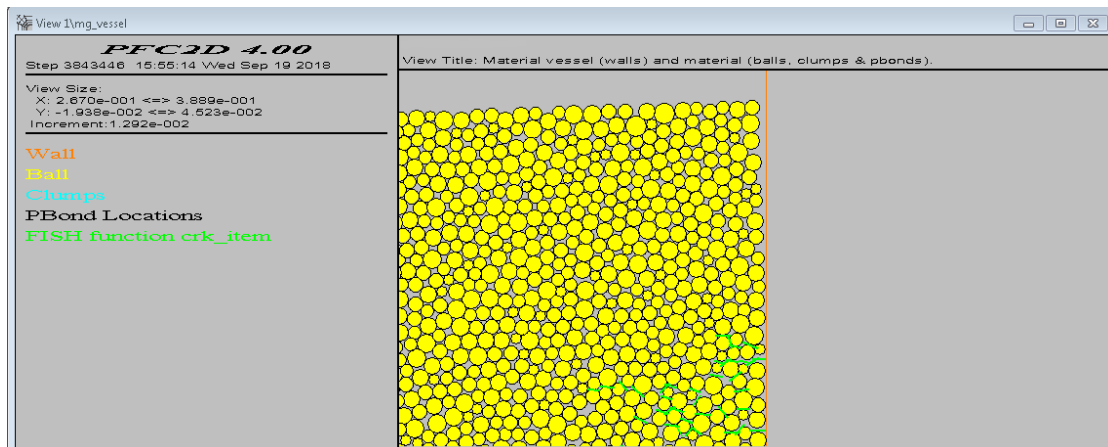 View 1\mg_vessel
PFC2D 4.00
Step 3843446  15:55:14 Wed Sep 19 2018
View Size:
X: 2.670e-001 <=> 3.889e-001
Y: -1.938e-002 <=> 4.523e-002
Increment:1.292e-002
Wall
Ball
Clumps
PBond Locations
FISH function crk_item
View Title: Material vessel (walls) and material (balls, clumps & pbonds).